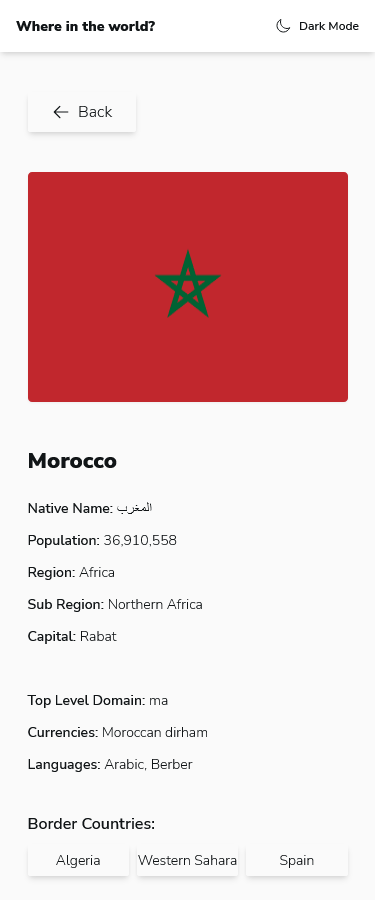 Where in the world?
Dark Mode
Back
Morocco
Native Name: المغرب
Population: 36,910,558
Region: Africa
Sub Region: Northern Africa
Capital: Rabat
Top Level Domain: ma
Currencies: Moroccan dirham
Languages: Arabic, Berber
Border Countries:
Algeria
Western Sahara
Spain